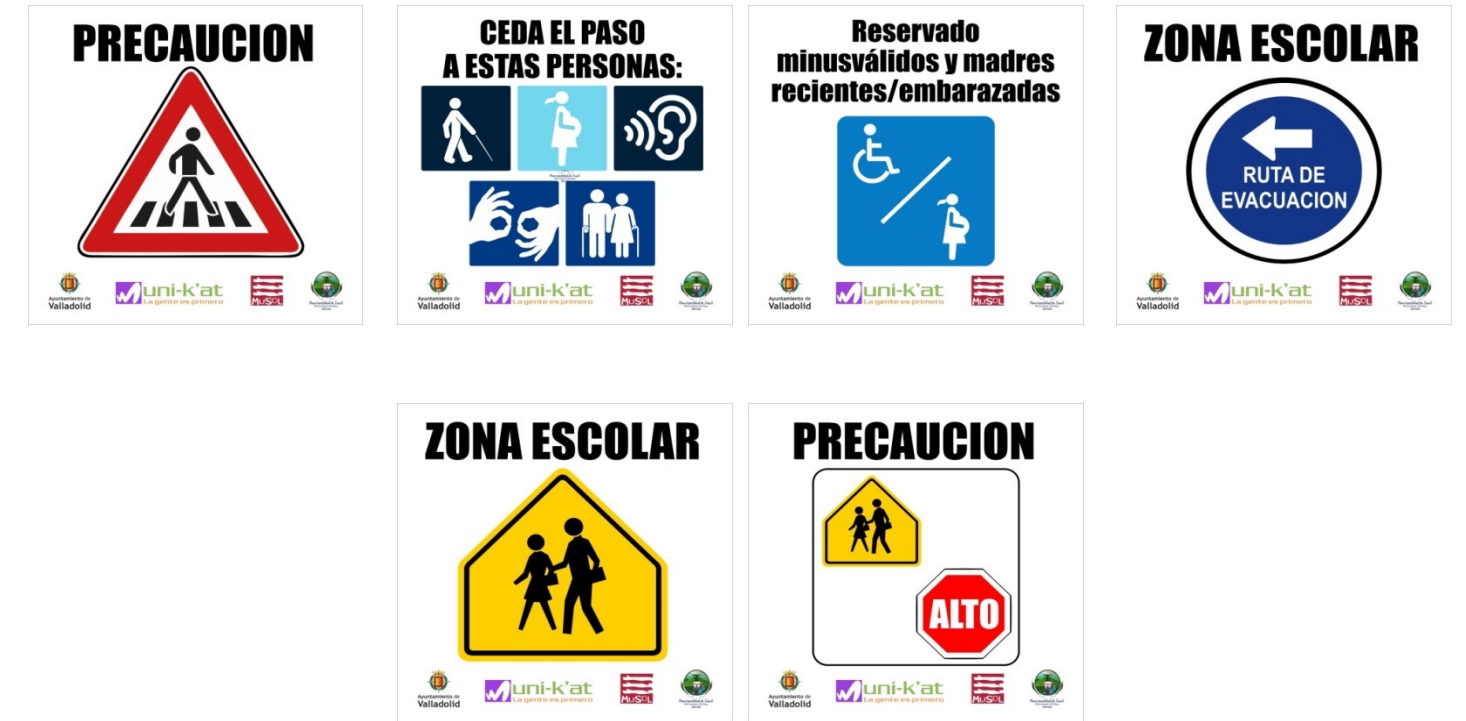 PRECAUCION
Ayuntamiento de
Valladolid
uni-k'at
La gente es primero
MUSOL
CEDA EL PASO
A ESTAS PERSONAS:
Ayuntamiento de
Valladolid
uni-k'at
La gente es primero
MUSOL
Reservado
minusválidos y madres
recientes/embarazadas
Ayuntamiento de
Valladolid
uni-k'at
La gente es primero
MUSOL
ZONA ESCOLAR
RUTA DE
EVACUACION
Ayuntamiento de
Valladolid
uni-k'at
La gente es primero
MUSOL
ZONA ESCOLAR
Ayuntamiento de
Valladolid
uni-k'at
La gente es primero
MUSOL
PRECAUCION
ALTO
Ayuntamiento de
Valladolid
uni-k'at
La gente es primero
MUSOL